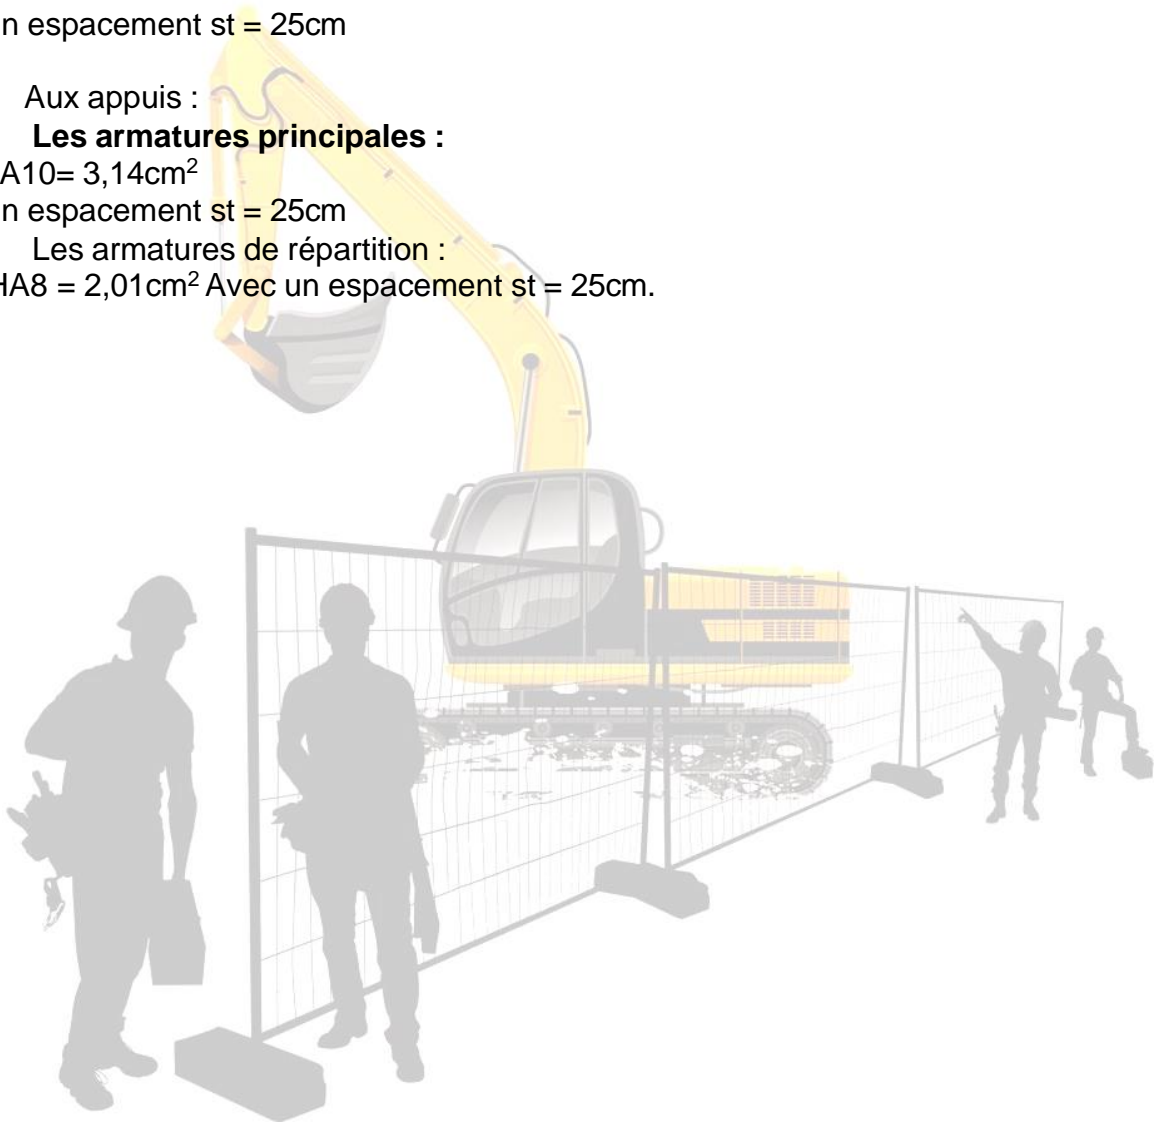 n espacement st = 25cm
Aux appuis :
Les armatures principales :
A10= 3,14cm²
n espacement st = 25cm
Les armatures de répartition :
HA8 = 2,01cm² Avec un espacement st = 25cm.